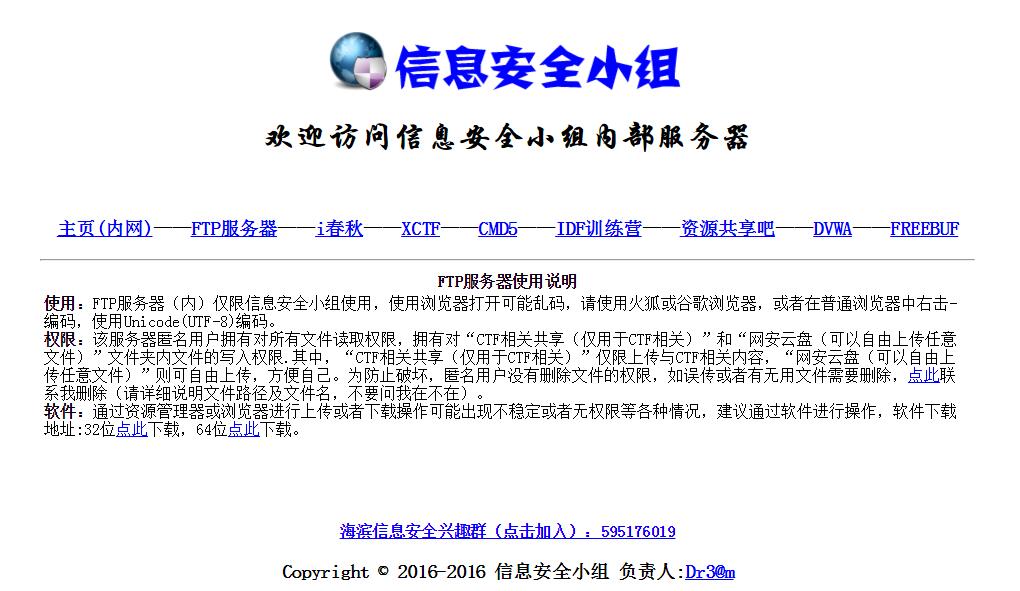 信息安全小组
欢迎访问信息安全小组内部服务器
主页(内网)——FTP服务器——i春秋——XCTF——CMD5——IDF训练营——资源共享吧——DVWA——FREEBUF
FTP服务器使用说明
使用：FTP服务器（内）仅限信息安全小组使用，使用浏览器打开可能乱码，请使用火狐或谷歌浏览器，或者在普通浏览器中右击-
编码，使用Unicode(UTF-8)编码。
权限：该服务器匿名用户拥有对所有文件读取权限，拥有对“CTF相关共享（仅用于CTF相关）”和“网安云盘（可以自由上传任意
文件）”文件夹内文件的写入权限.其中，“CTF相关共享（仅用于CTF相关）”仅限上传与CTF相关内容，“网安云盘（可以自由上
传任意文件）”则可自由上传，方便自己。为防止破坏，匿名用户没有删除文件的权限，如误传或者有无用文件需要删除，点此联
系我删除（请详细说明文件路径及文件名，不要问我在不在）。
软件：通过资源管理器或浏览器进行上传或者下载操作可能出现不稳定或者无权限等各种情况，建议通过软件进行操作，软件下载
地址:32位点此下载，64位点此下载。
海滨信息安全兴趣群（点击加入）：595176019
Copyright © 2016-2016 信息安全小组 负责人:Dr3@m